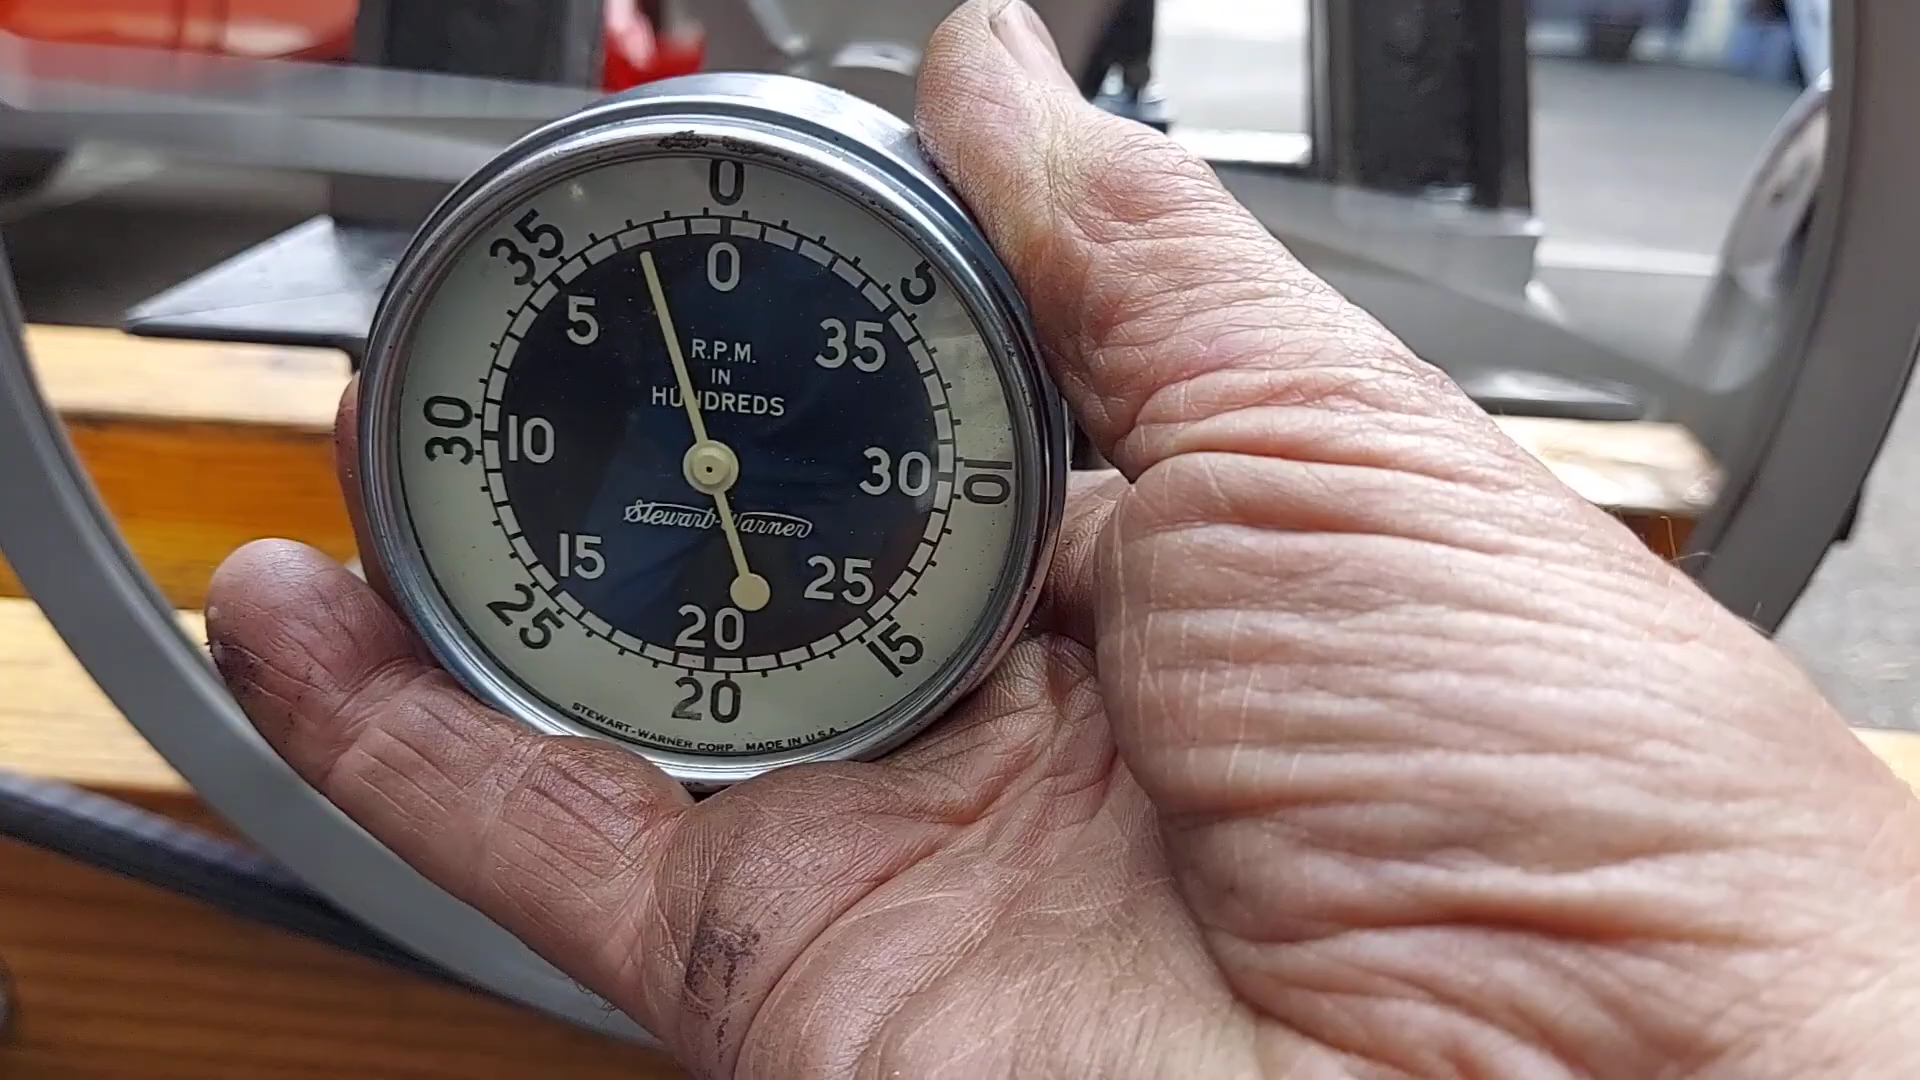 0
35 5
0
5 35
R.P.M.
IN
HUNDREDS
30 10 30 10
Stewart-Warner
15 25
25 15
20
20
STEWART-WARNER CORP. MADE IN U.S.A.